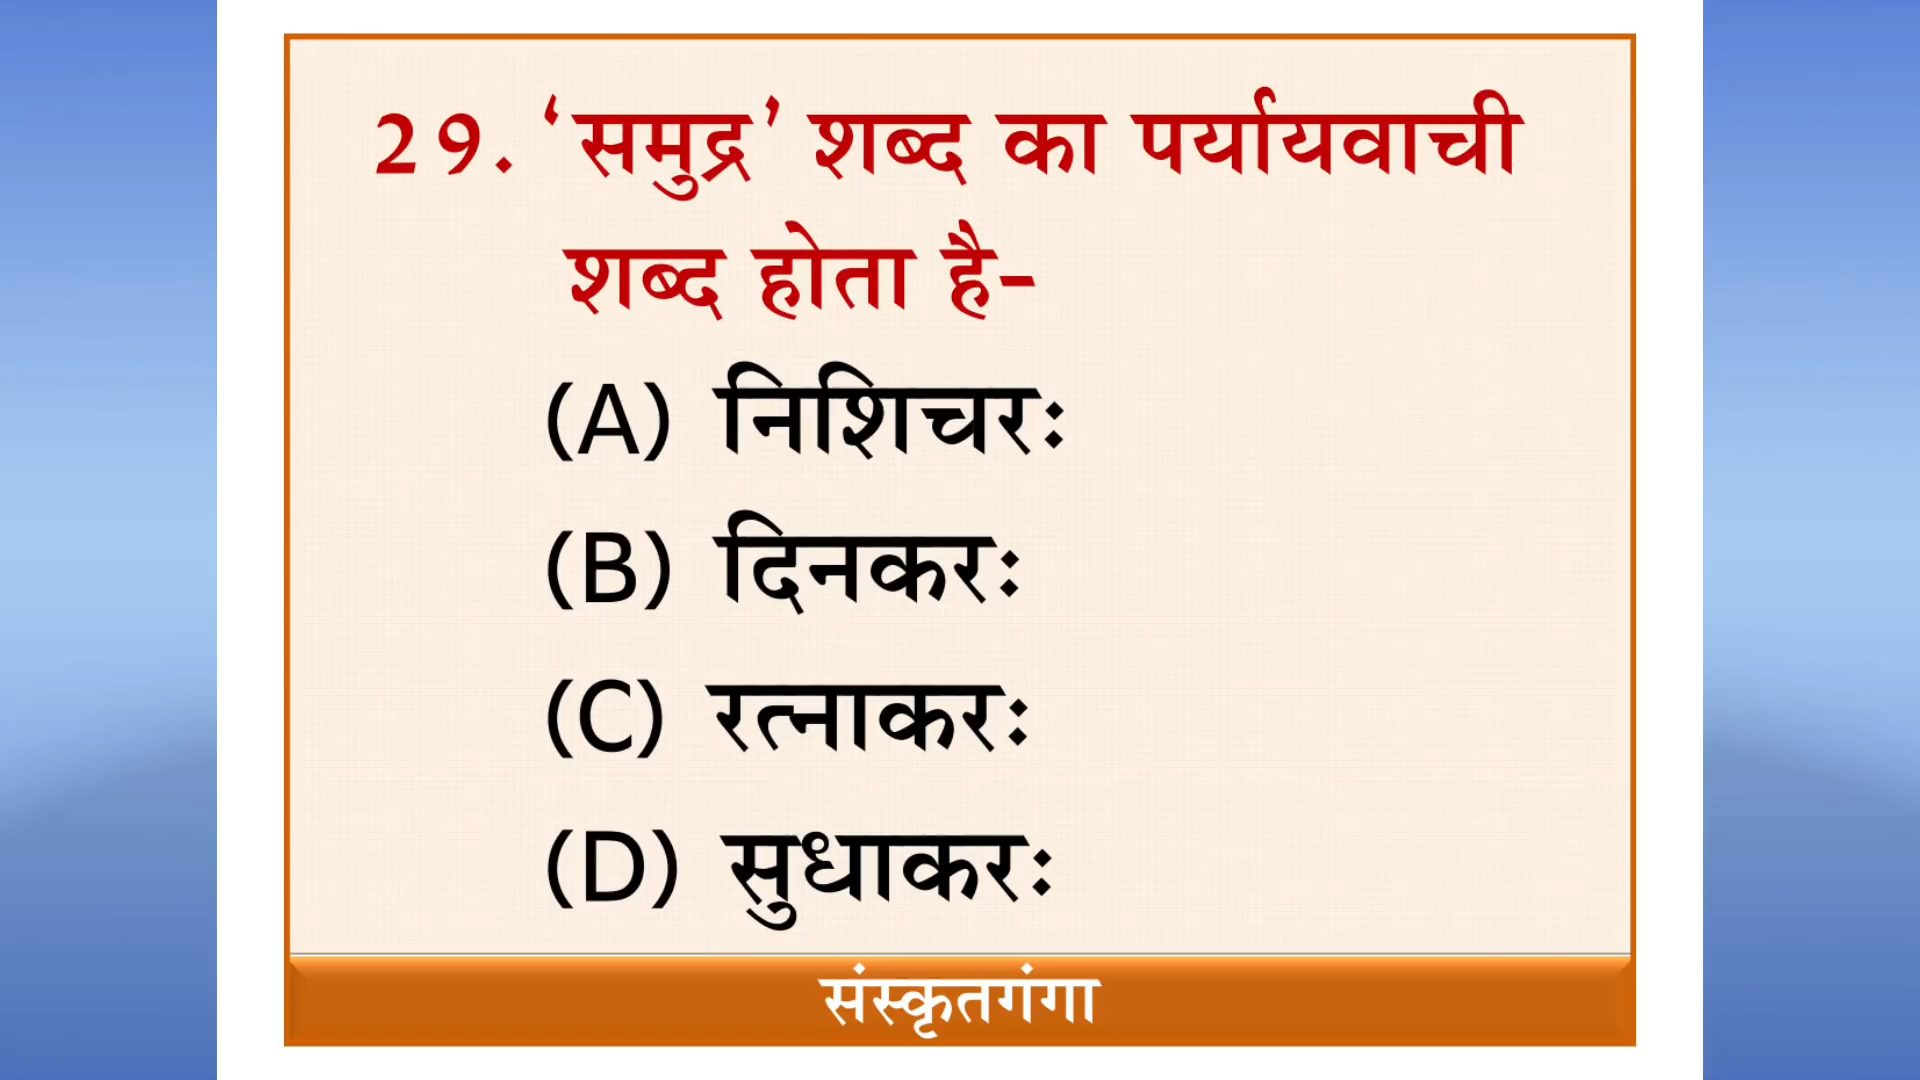 29. ‘समुद्र’ शब्द का पर्यायवाची
शब्द होता है-
(A) निशिचरः
(B) दिनकरः
(C) रत्नाकरः
(D) सुधाकरः
संस्कृतगंगा